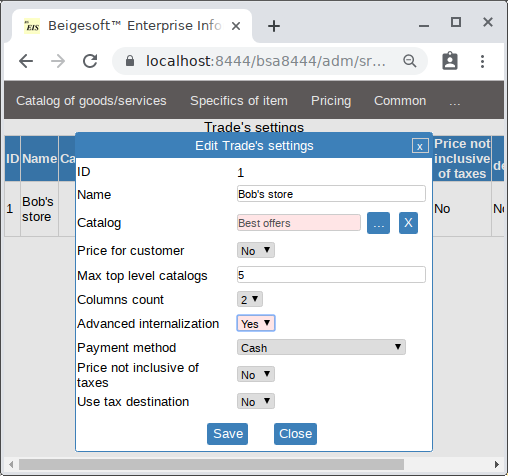 EIS
Beigesoft™ Enterprise Info
localhost:8444/bsa8444/adm/sr...
Catalog of goods/services Specifics of item Pricing Common ...
Trade's settings
ID Name Ca Price not inclusive of taxes de
1 Bob's store No No
Edit Trade's settings x
ID 1
Name Bob's store
Catalog Best offers ... X
Price for customer No
Max top level catalogs 5
Columns count 2
Advanced internalization Yes
Payment method Cash
Price not inclusive of
taxes No
Use tax destination No
Save Close